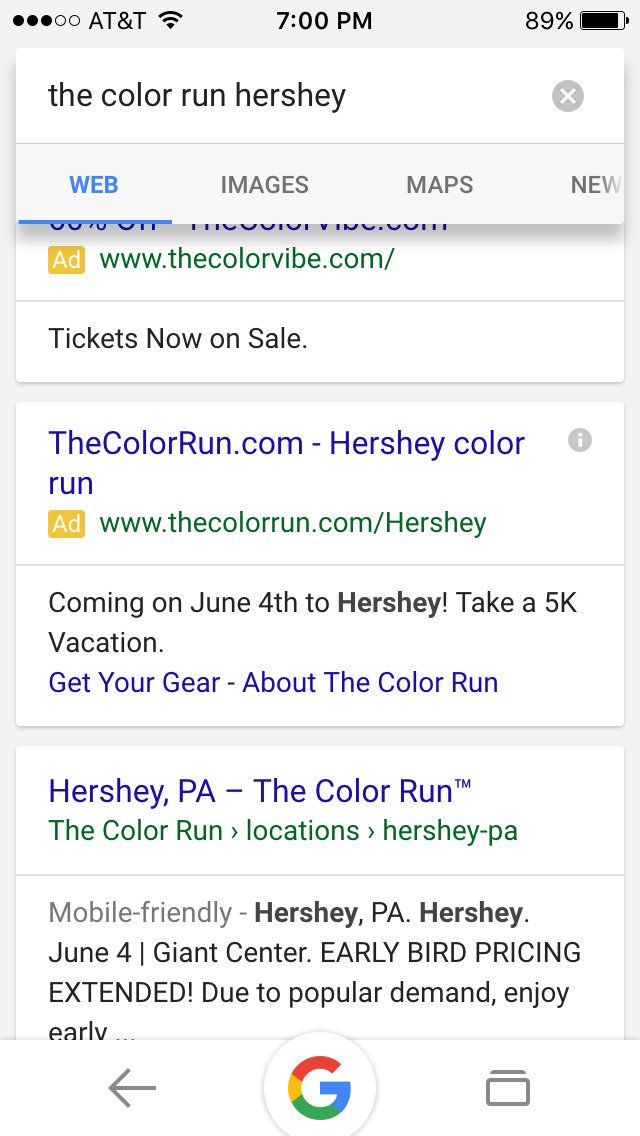 AT&T 7:00 PM 89%
the color run hershey
WEB IMAGES MAPS NEW
60% Off - TheColorVibe.com
Ad www.thecolorvibe.com/
Tickets Now on Sale.
TheColorRun.com - Hershey color
run
Ad www.thecolorrun.com/Hershey
Coming on June 4th to Hershey! Take a 5K
Vacation.
Get Your Gear - About The Color Run
Hershey, PA – The Color Run™
The Color Run › locations › hershey-pa
Mobile-friendly - Hershey, PA. Hershey.
June 4 | Giant Center. EARLY BIRD PRICING
EXTENDED! Due to popular demand, enjoy
early ...